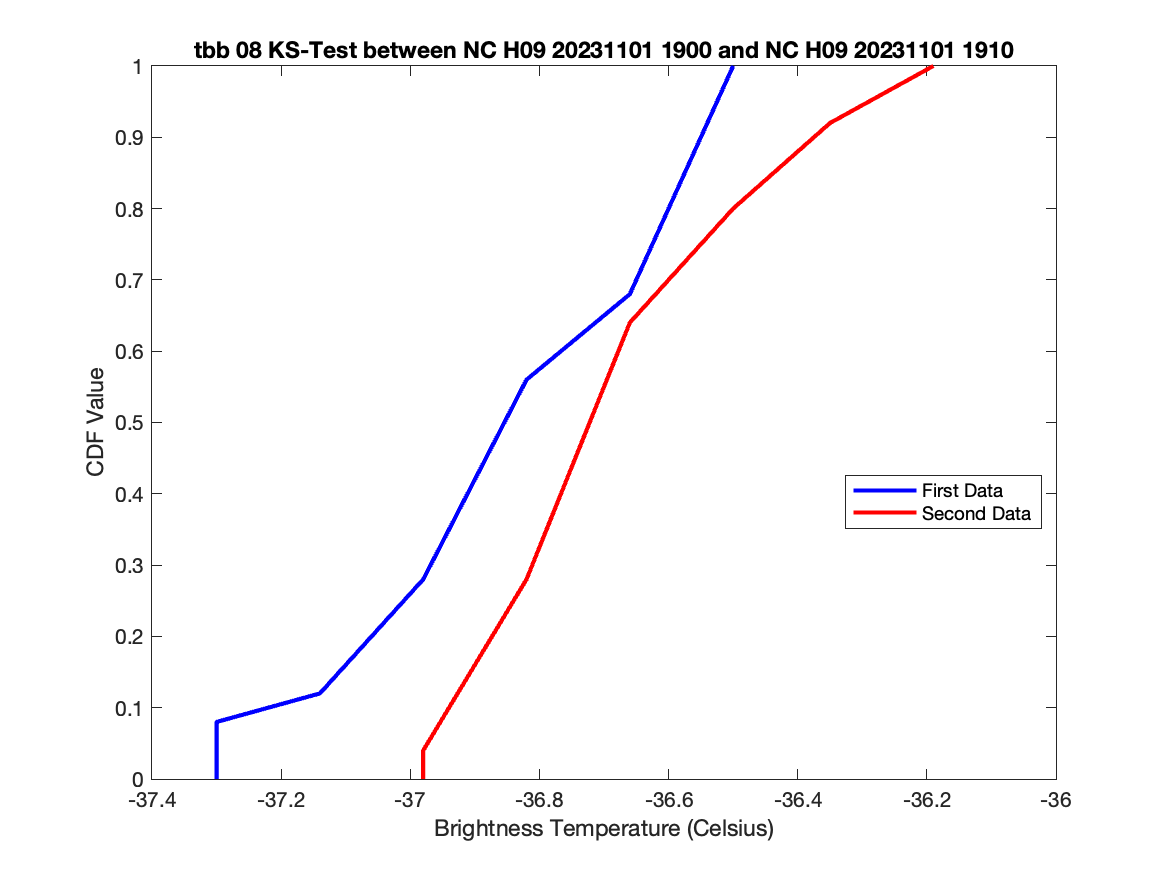 tbb 08 KS-Test between NC H09 20231101 1900 and NC H09 20231101 1910
1
0.9
0.8
0.7
0.6
0.5
0.4
0.3
0.2
0.1
0
CDF Value
First Data
Second Data
-37.4 -37.2 -37 -36.8 -36.6 -36.4 -36.2 -36
Brightness Temperature (Celsius)